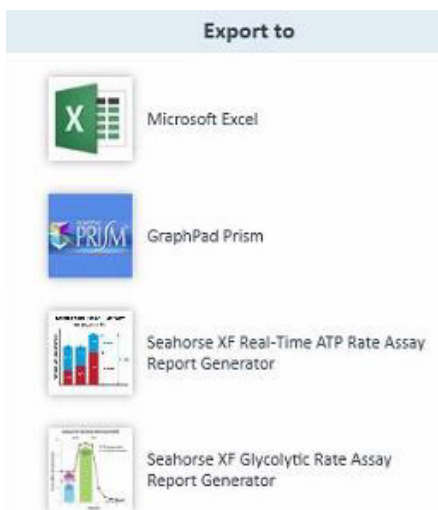 Export to
X
Microsoft Excel
PRISM
GraphPad Prism
Seahorse XF Real-Time ATP Rate Assay
Report Generator
Seahorse XF Glycolytic Rate Assay
Report Generator